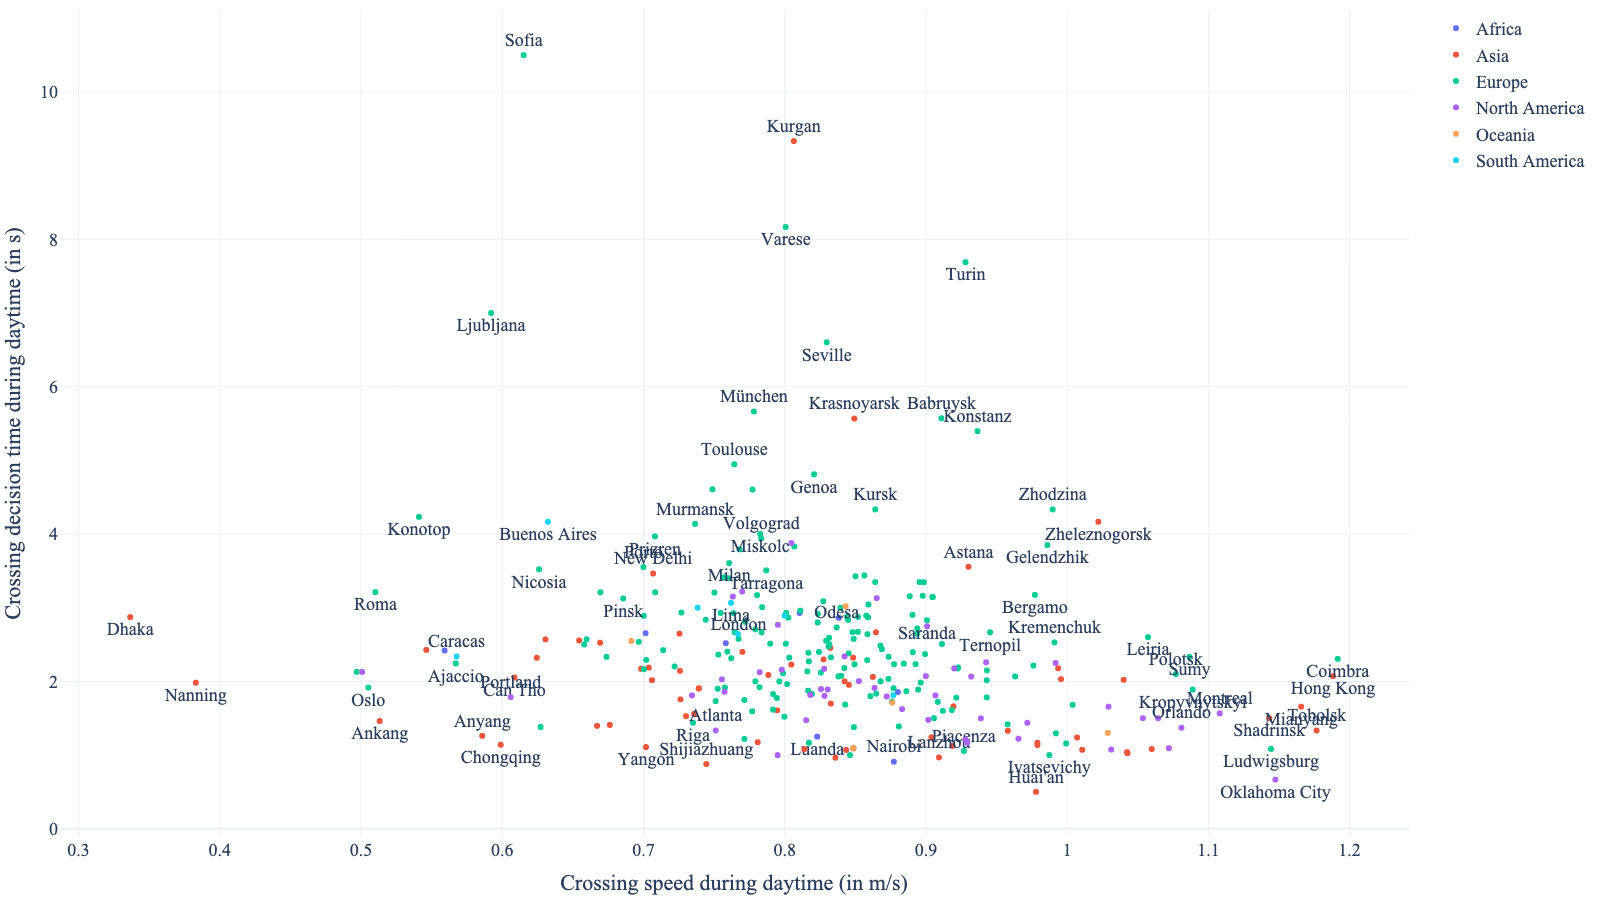 Sofia
Africa
Asia
Europe
North America
Oceania
South America
10
Kurgan
8
Varese
Turin
Ljubljana
Seville
6
München
Krasnoyarsk
Babruysk
Konstanz
Toulouse
Genoa
Kursk
Zhodzina
Murmansk
Volgograd
Konotop
Buenos Aires
4
Zheleznogorsk
Miskolc
Prizren
New Delhi
Astana
Gelendzhik
Milan
Nicosia
Tarragona
Roma
Pinsk
Lima
London
Odesa
Bergamo
Dhaka
Saranda
Kremenchuk
Caracas
Ternopil
Leiria
Polotsk
Sumy
Coimbra
Ajaccio
Portland
Can Tho
2
Nanning
Oslo
Hong Kong
Kropyvnytskyi
Montreal
Orlando
Atlanta
Tobolsk
Mianyang
Anyang
Ankang
Riga
Shadrinsk
Piacenza
Lanzhou
Nairobi
Luanda
Shijiazhuang
Chongqing
Yangon
Ludwigsburg
Ivatsevichy
Huai'an
Oklahoma City
0
0.3
0.4
0.5
0.6
0.7
0.8
0.9
1
1.1
1.2
Crossing speed during daytime (in m/s)
Crossing decision time during daytime (in s)